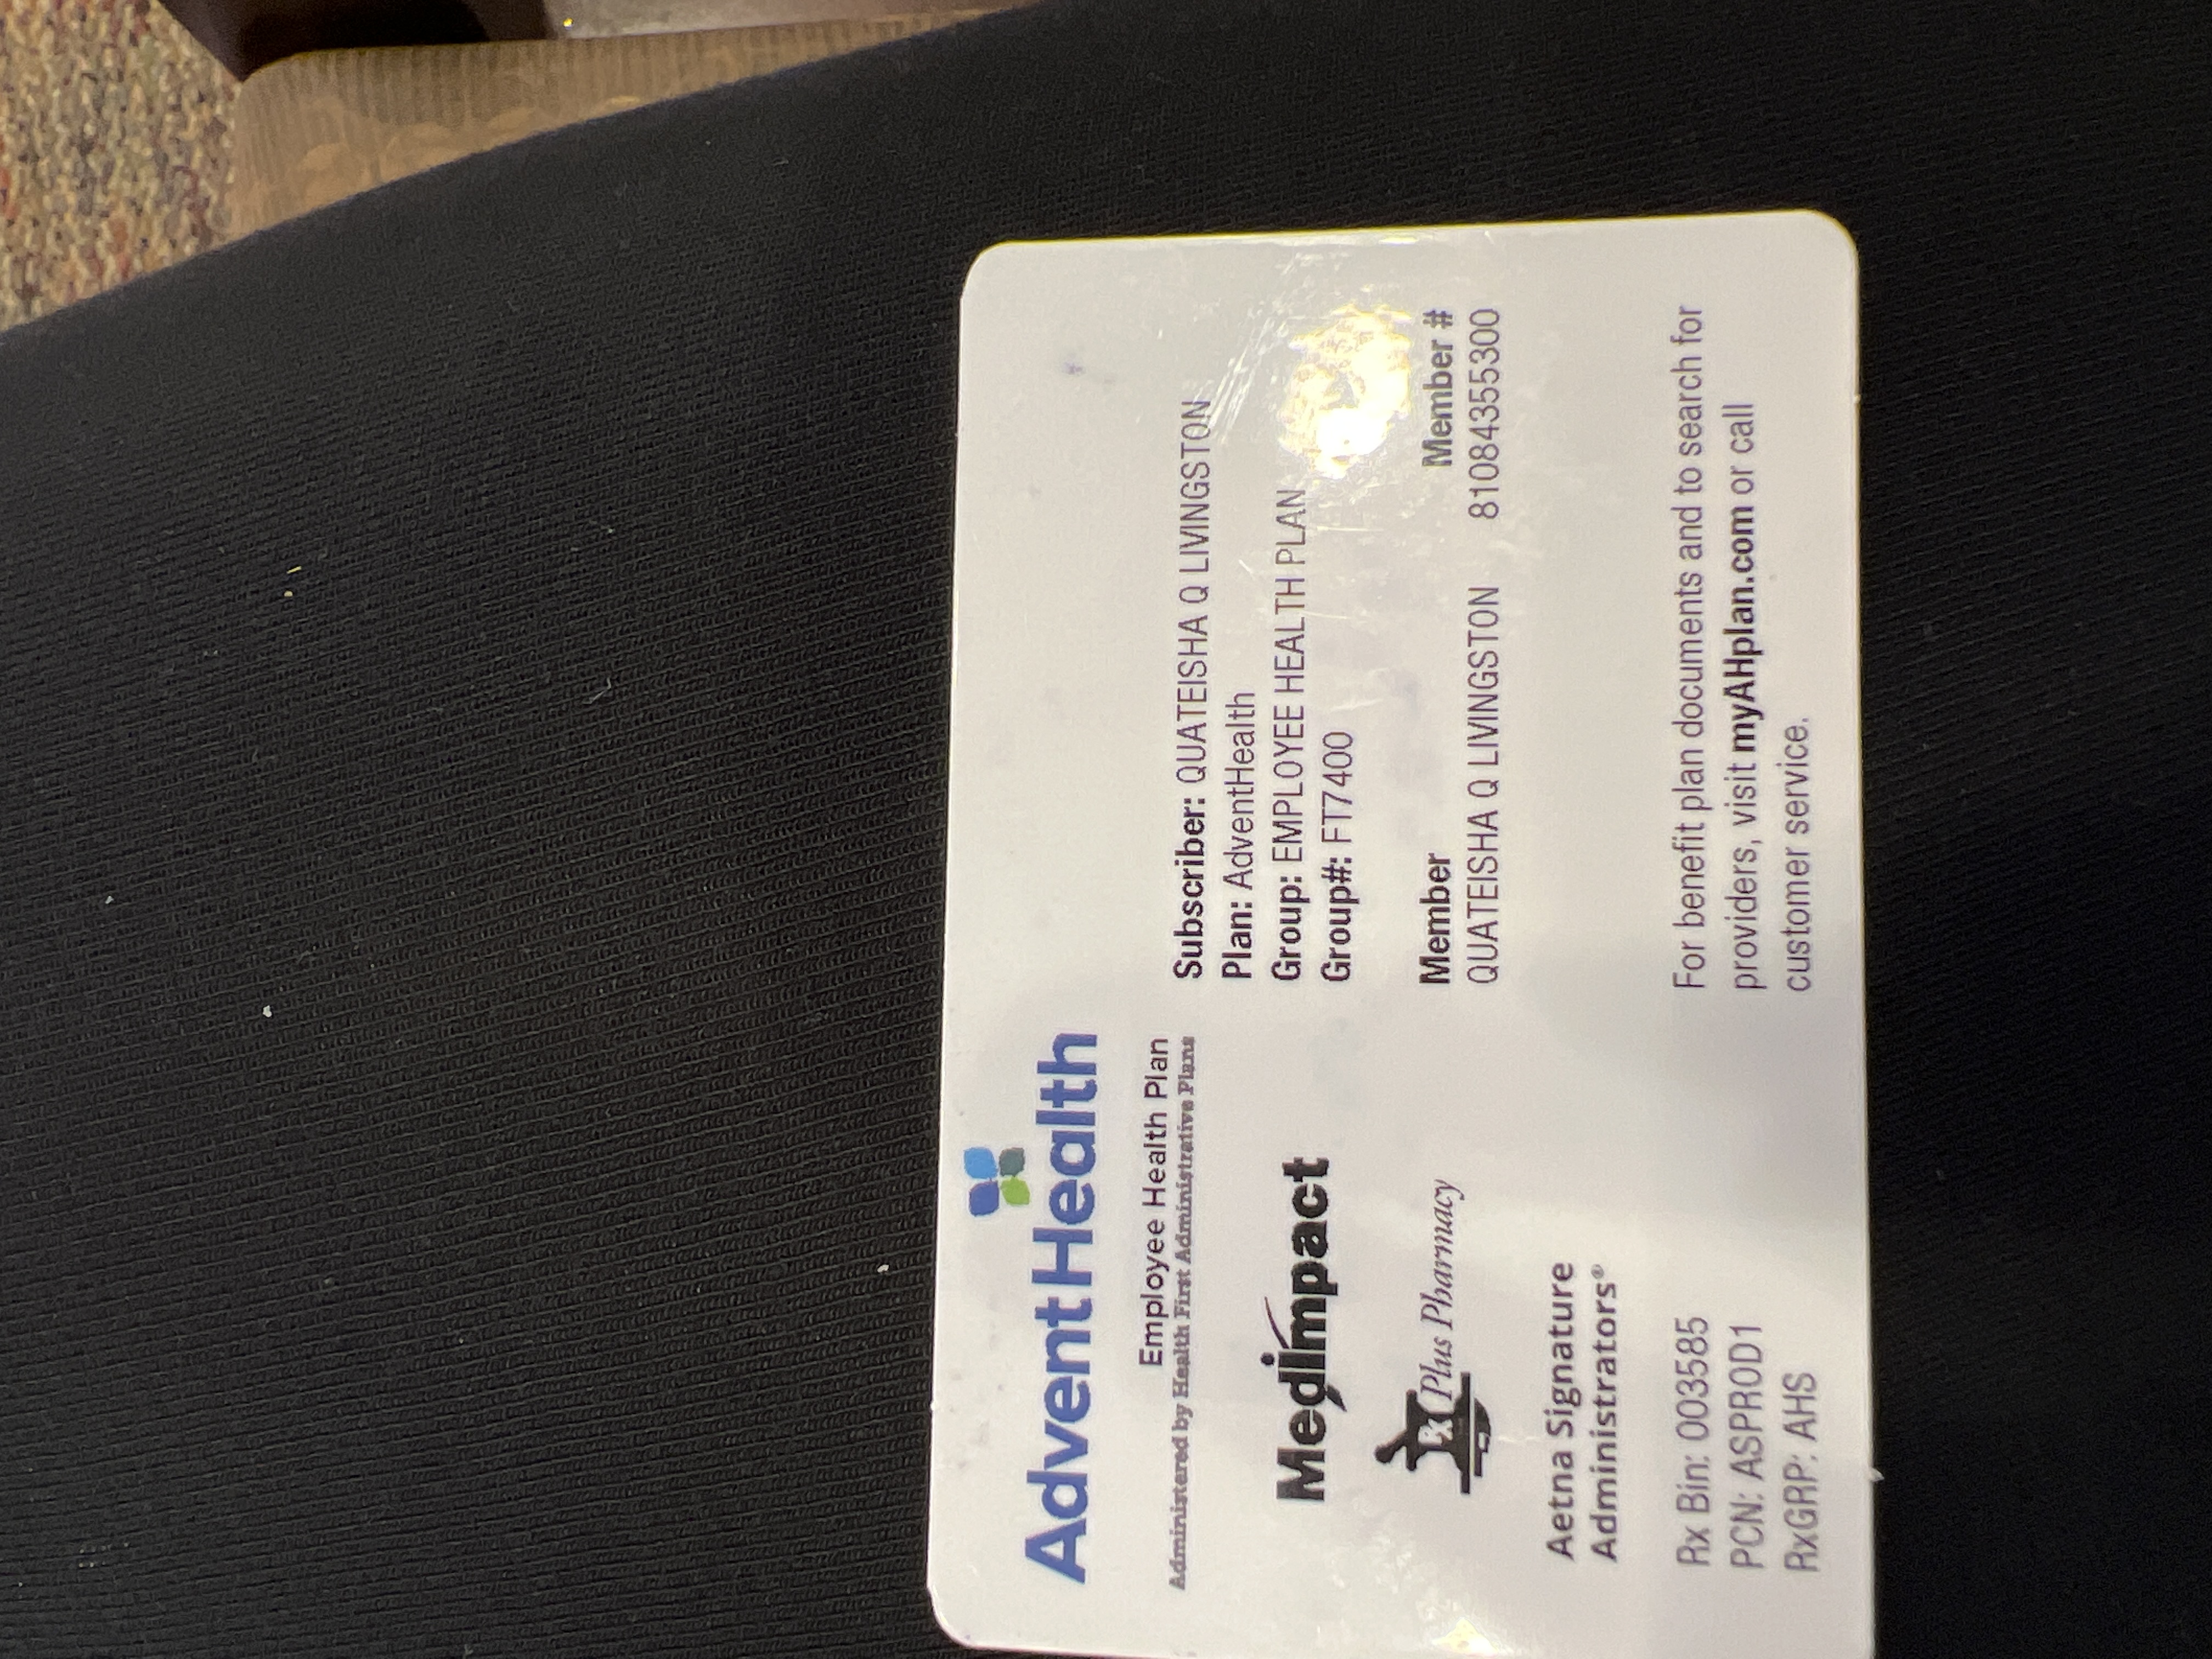 AdventHealth
Employee Health Plan
Administered by Health First Administrative Plans
MedImpact
Rx Plus Pharmacy
Aetna Signature
Administrators®
Rx Bin: 003585
PCN: ASPROD1
RxGRP: AHS
Subscriber: QUATEISHA Q LIVINGSTON
Plan: AdventHealth
Group: EMPLOYEE HEALTH PLAN
Group#: FT7400
Member Member #
QUATEISHA Q LIVINGSTON 81084355300
For benefit plan documents and to search for
providers, visit myAHplan.com or call
customer service.